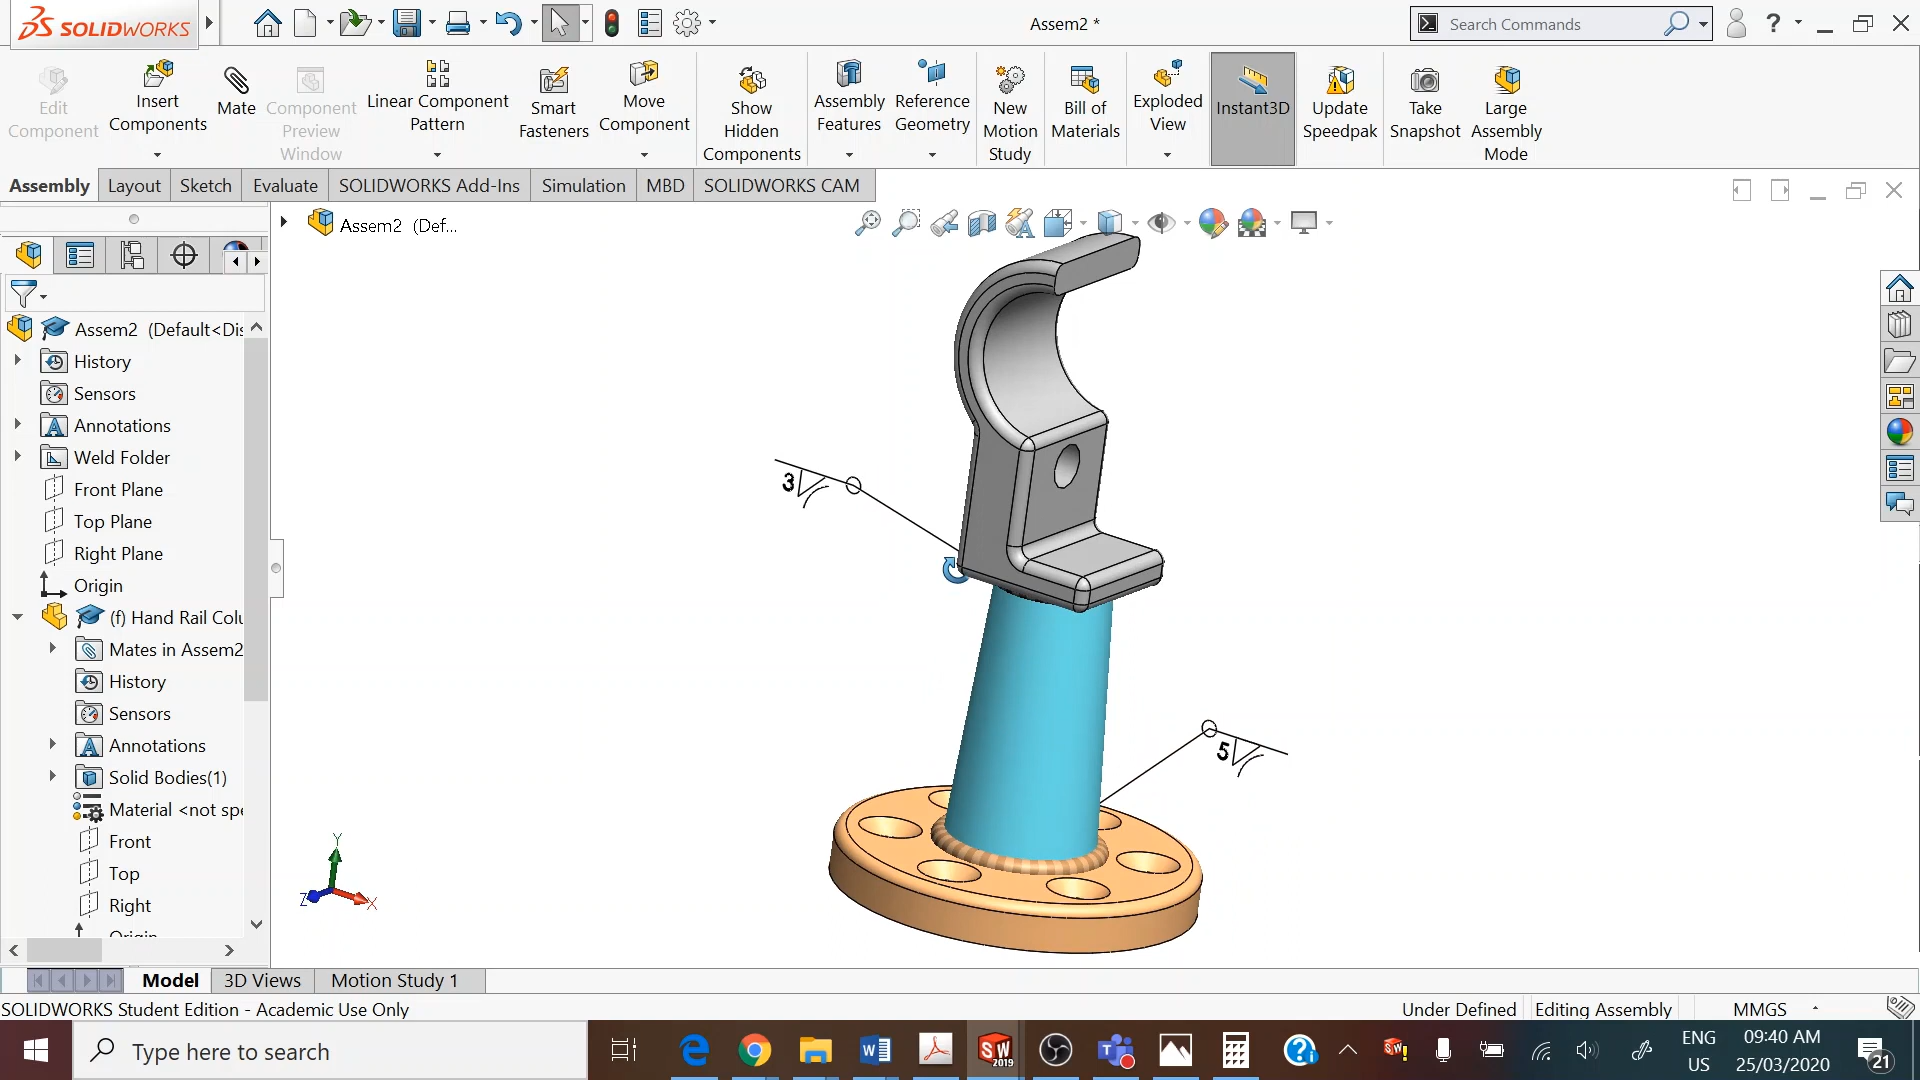 SOLIDWORKS
Assem2 *
Search Commands
?
Edit
Component
Insert
Components
Mate
Component
Preview
Window
Linear Component
Pattern
Smart
Fasteners
Move
Component
Show
Hidden
Components
Assembly
Features
Reference
Geometry
New
Motion
Study
Bill of
Materials
Exploded
View
Instant3D
Update
Speedpak
Take
Snapshot
Large
Assembly
Mode
Assembly Layout Sketch Evaluate SOLIDWORKS Add-Ins Simulation MBD SOLIDWORKS CAM
Assem2 (Def...
Assem2 (Default<Dis
History
Sensors
Annotations
Weld Folder
Front Plane
Top Plane
Right Plane
Origin
(f) Hand Rail Colu
Mates in Assem2
History
Sensors
Annotations
Solid Bodies(1)
Material <not spe
Front
Top
Right
Origin
3
5
Y
Z
X
Model 3D Views Motion Study 1
SOLIDWORKS Student Edition - Academic Use Only
Under Defined Editing Assembly MMGS
Type here to search
SW 2019
ENG
US
09:40 AM
25/03/2020
21